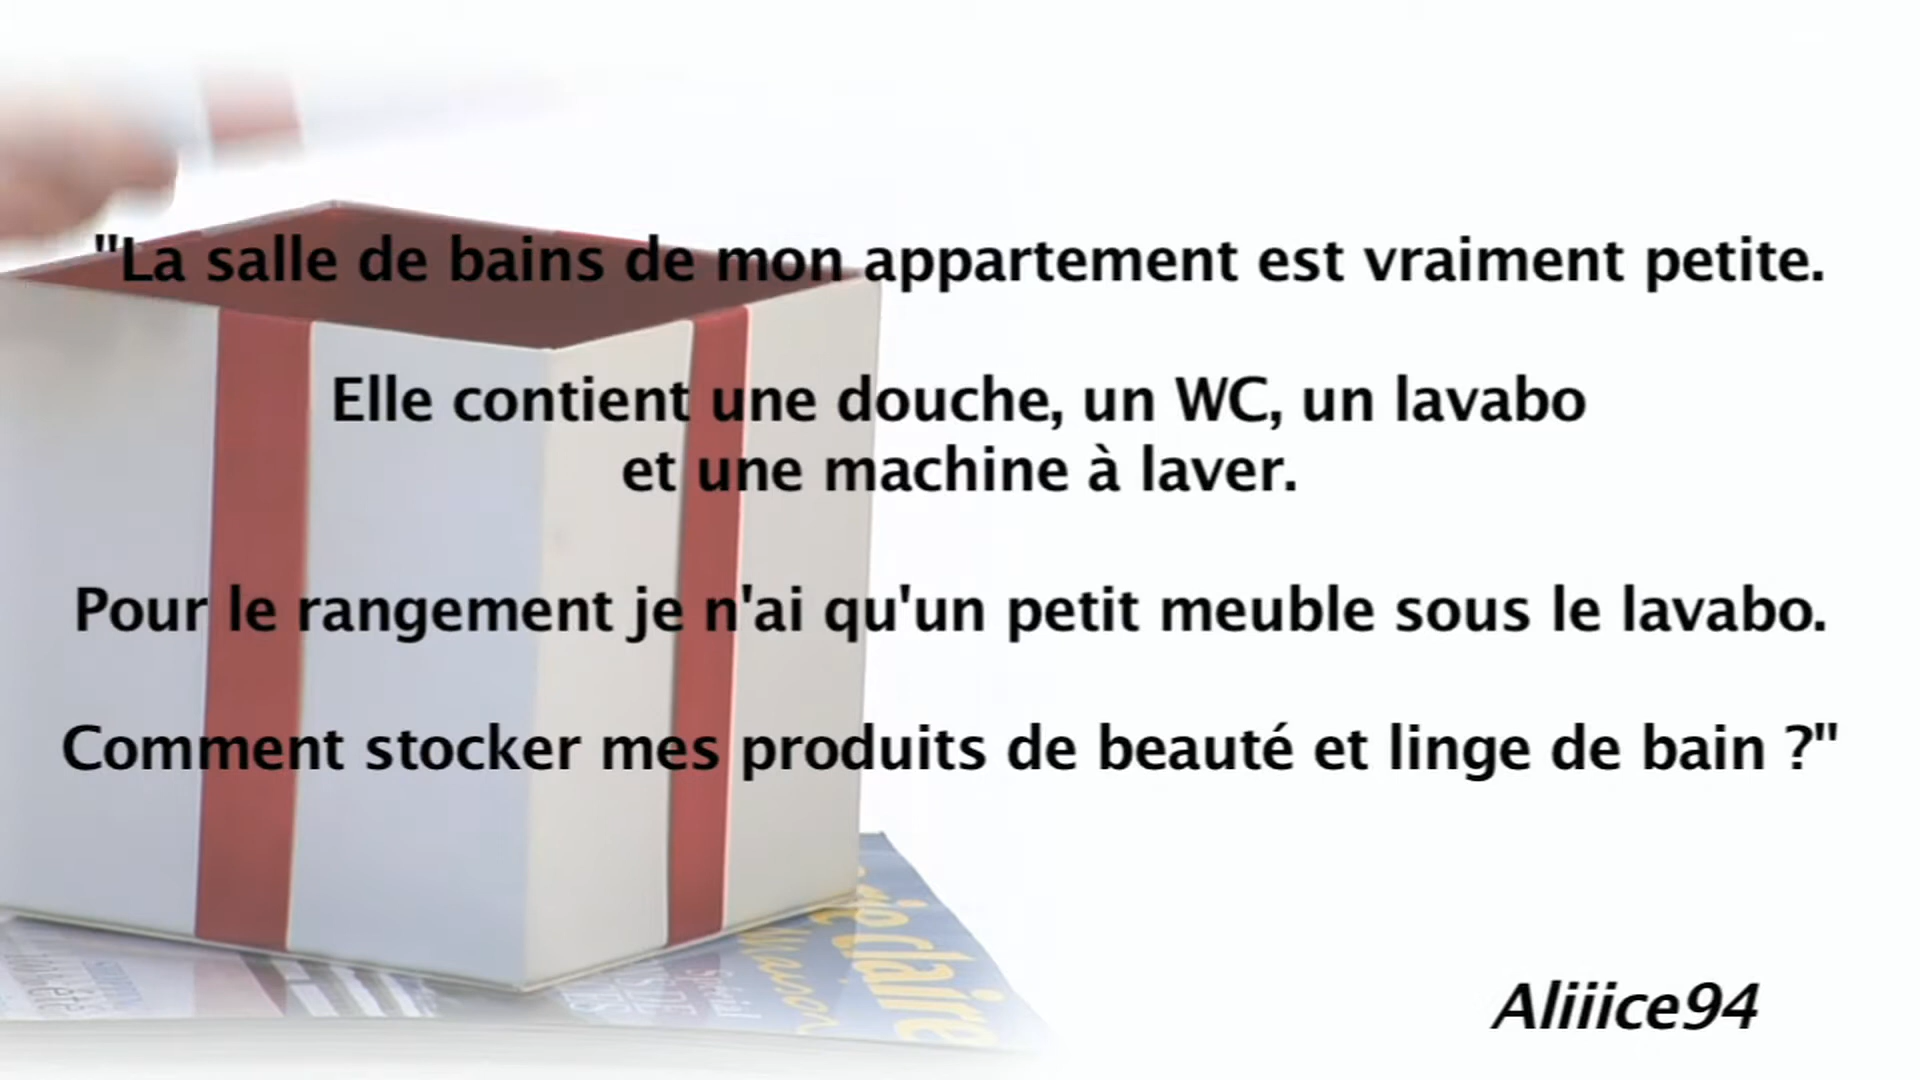 "La salle de bains de mon appartement est vraiment petite.
Elle contient une douche, un WC, un lavabo
et une machine à laver.
Pour le rangement je n'ai qu'un petit meuble sous le lavabo.
Comment stocker mes produits de beauté et linge de bain ?"
Maison
Aliiice94